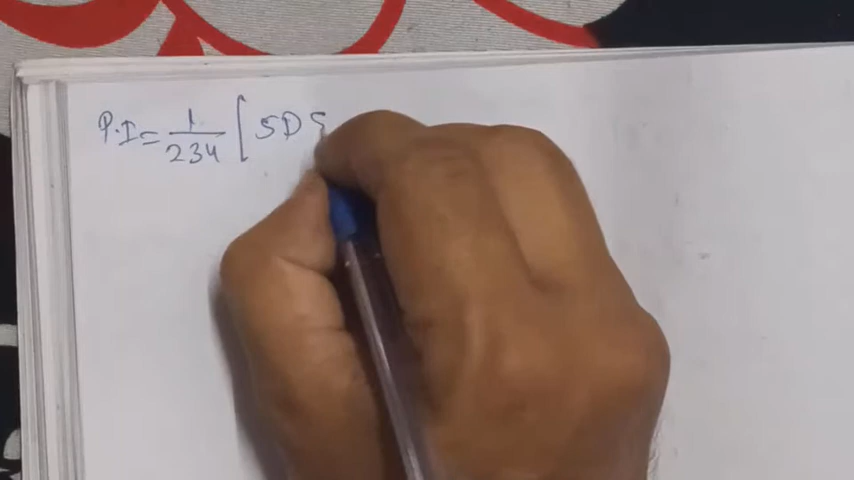 P.I = 1/234 [ 5D {